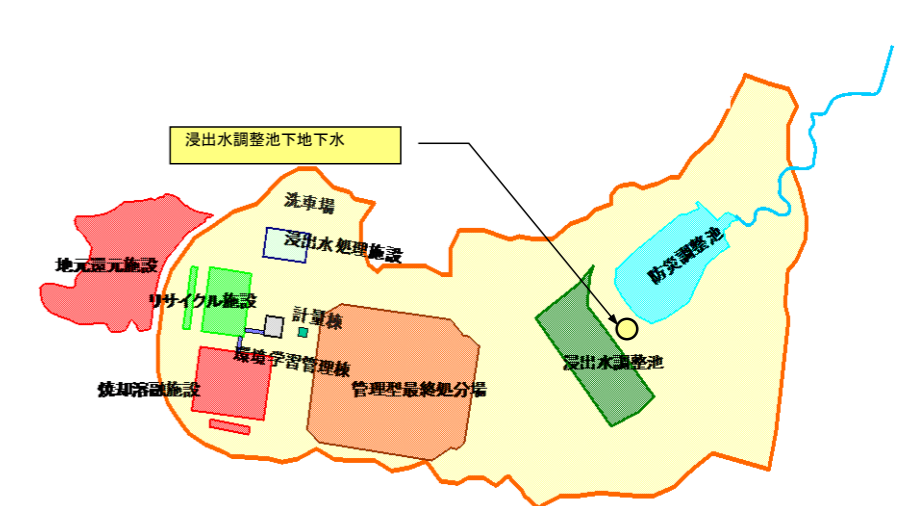 浸出水調整池下地下水
洗車場
浸出水処理施設
防災調整池
地元還元施設
リサイクル施設
計量棟
環境学習管理棟
浸出水調整池
焼却溶融施設
管理型最終処分場